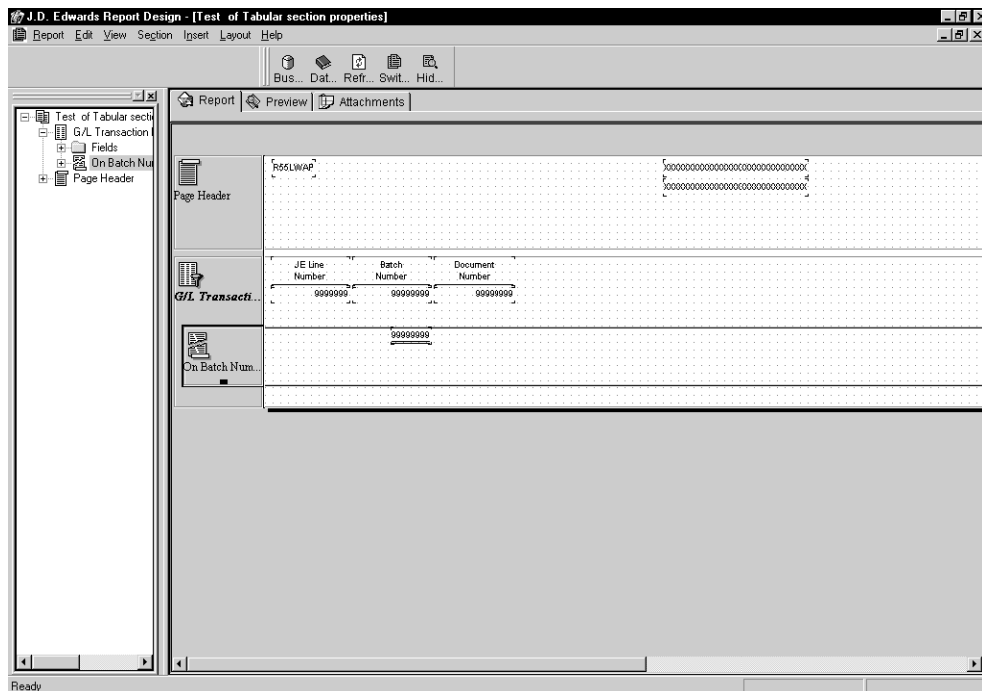 J.D. Edwards Report Design - [Test of Tabular section properties]
Report Edit View Section Insert Layout Help
Bus... Dat... Refr... Swit... Hid...
Report Preview Attachments
Test of Tabular secti
G/L Transaction I
Fields
On Batch Nur
Page Header
Page Header
R55LWAP
G/L Transacti...
JE Line Number
Batch Number
Document Number
9999999 99999999 99999999
On Batch Num...
99999999
Ready